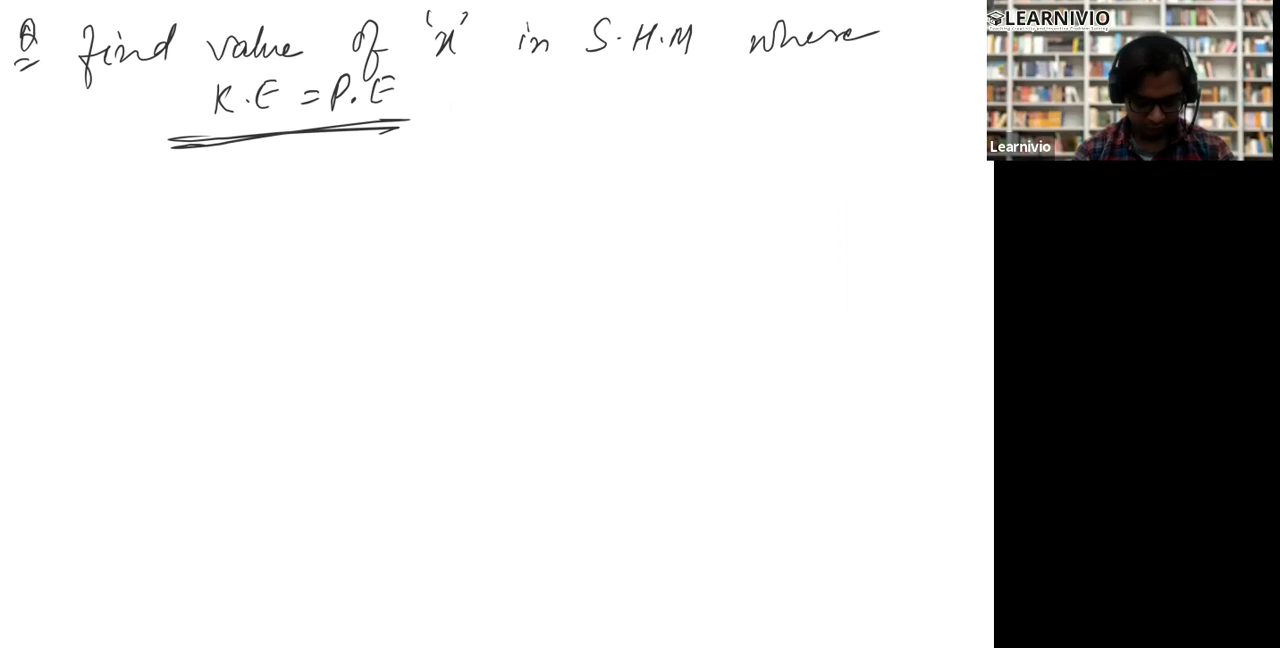 Q find value of 'x' in S.H.M where
K.E = P.E
LEARNIVIO
Learnivio